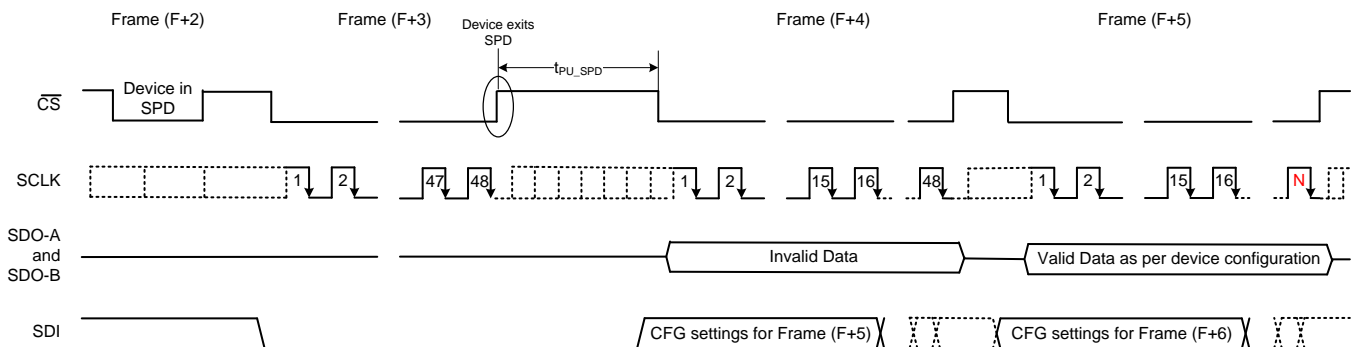 Frame (F+2)
Frame (F+3)
Device exits
SPD
Frame (F+4)
Frame (F+5)
tPU_SPD
CS
Device in
SPD
SCLK
1
2
47
48
1
2
15
16
48
1
2
15
16
N
SDO-A
and
SDO-B
Invalid Data
Valid Data as per device configuration
SDI
CFG settings for Frame (F+5)
CFG settings for Frame (F+6)